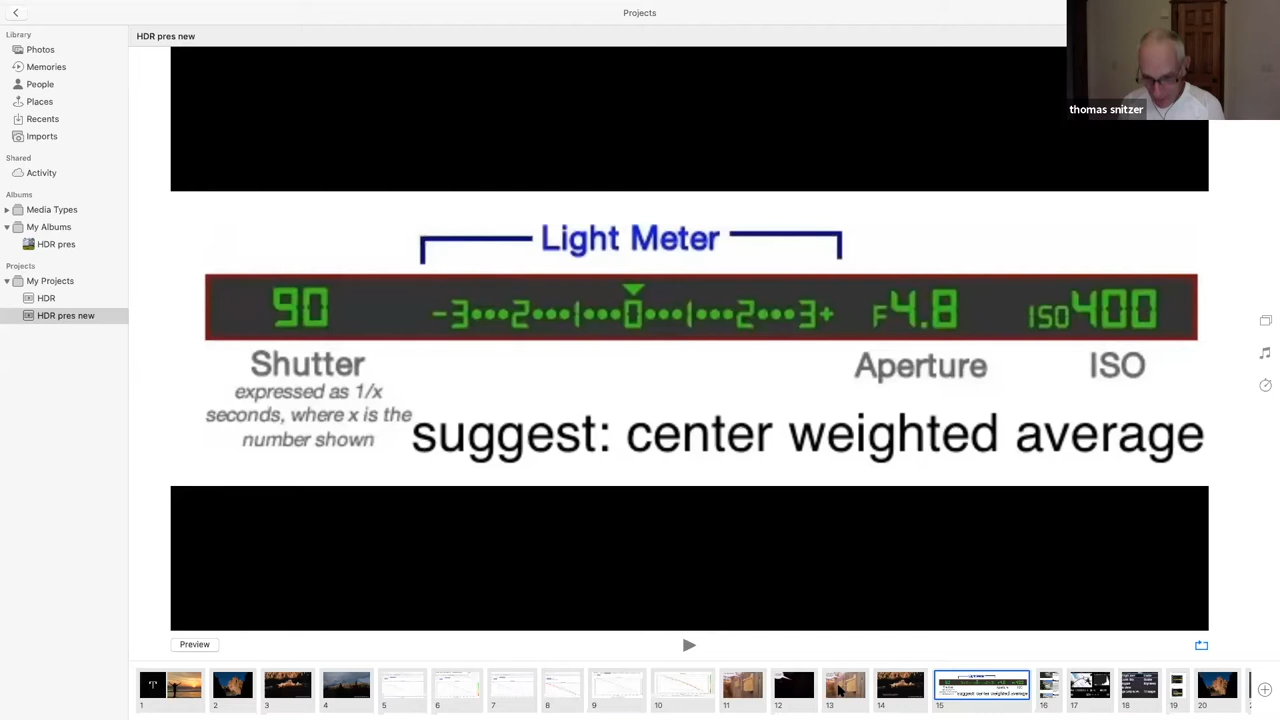 Projects
Library
Photos
Memories
People
Places
Recents
Imports
Shared
Activity
Albums
Media Types
My Albums
HDR pres
Projects
My Projects
HDR
HDR pres new
HDR pres new
thomas snitzer
Light Meter
90 -3•••2•••1•••0•••1•••2•••3+ F4.8 ISO400
Shutter
expressed as 1/x
seconds, where x is the
number shown
Aperture
ISO
suggest: center weighted average
Preview
1 2 3 4 5 6 7 8 9 10 11 12 13 14 15 16 17 18 19 20